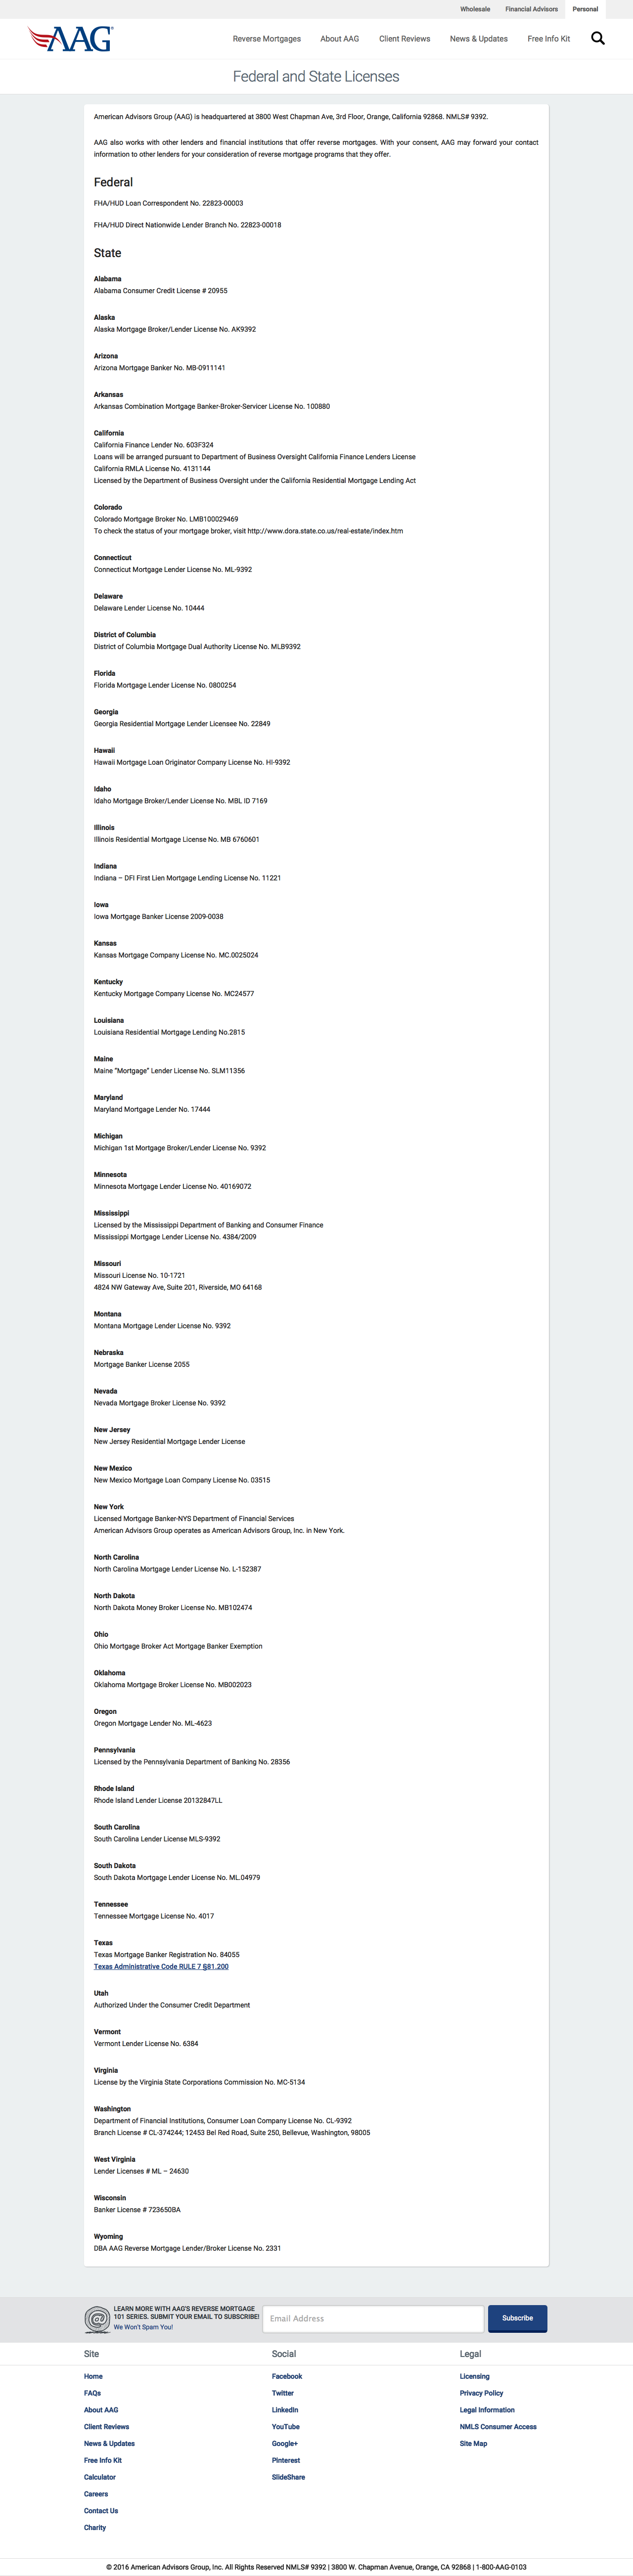 Wholesale Financial Advisors Personal
AAG Reverse Mortgages About AAG Client Reviews News & Updates Free Info Kit
Federal and State Licenses
American Advisors Group (AAG) is headquartered at 3800 West Chapman Ave, 3rd Floor, Orange, California 92868. NMLS# 9392.
AAG also works with other lenders and financial institutions that offer reverse mortgages. With your consent, AAG may forward your contact
information to other lenders for your consideration of reverse mortgage programs that they offer.
Federal
FHA/HUD Loan Correspondent No. 22823-00003
FHA/HUD Direct Nationwide Lender Branch No. 22823-00018
State
Alabama
Alabama Consumer Credit License # 20955
Alaska
Alaska Mortgage Broker/Lender License No. AK9392
Arizona
Arizona Mortgage Banker No. MB-0911141
Arkansas
Arkansas Combination Mortgage Banker-Broker-Servicer License No. 100880
California
California Finance Lender No. 603F324
Loans will be arranged pursuant to Department of Business Oversight California Finance Lenders License
California RMLA License No. 4131144
Licensed by the Department of Business Oversight under the California Residential Mortgage Lending Act
Colorado
Colorado Mortgage Broker No. LMB100029469
To check the status of your mortgage broker, visit http://www.dora.state.co.us/real-estate/index.htm
Connecticut
Connecticut Mortgage Lender License No. ML-9392
Delaware
Delaware Lender License No. 10444
District of Columbia
District of Columbia Mortgage Dual Authority License No. MLB9392
Florida
Florida Mortgage Lender License No. 0800254
Georgia
Georgia Residential Mortgage Lender Licensee No. 22849
Hawaii
Hawaii Mortgage Loan Originator Company License No. HI-9392
Idaho
Idaho Mortgage Broker/Lender License No. MBL ID 7169
Illinois
Illinois Residential Mortgage License No. MB 6760601
Indiana
Indiana – DFI First Lien Mortgage Lending License No. 11221
Iowa
Iowa Mortgage Banker License 2009-0038
Kansas
Kansas Mortgage Company License No. MC.0025024
Kentucky
Kentucky Mortgage Company License No. MC24577
Louisiana
Louisiana Residential Mortgage Lending No.2815
Maine
Maine "Mortgage" Lender License No. SLM11356
Maryland
Maryland Mortgage Lender No. 17444
Michigan
Michigan 1st Mortgage Broker/Lender License No. 9392
Minnesota
Minnesota Mortgage Lender License No. 40169072
Mississippi
Licensed by the Mississippi Department of Banking and Consumer Finance
Mississippi Mortgage Lender License No. 4384/2009
Missouri
Missouri License No. 10-1721
4824 NW Gateway Ave, Suite 201, Riverside, MO 64168
Montana
Montana Mortgage Lender License No. 9392
Nebraska
Mortgage Banker License 2055
Nevada
Nevada Mortgage Broker License No. 9392
New Jersey
New Jersey Residential Mortgage Lender License
New Mexico
New Mexico Mortgage Loan Company License No. 03515
New York
Licensed Mortgage Banker-NYS Department of Financial Services
American Advisors Group operates as American Advisors Group, Inc. in New York.
North Carolina
North Carolina Mortgage Lender License No. L-152387
North Dakota
North Dakota Money Broker License No. MB102474
Ohio
Ohio Mortgage Broker Act Mortgage Banker Exemption
Oklahoma
Oklahoma Mortgage Broker License No. MB002023
Oregon
Oregon Mortgage Lender No. ML-4623
Pennsylvania
Licensed by the Pennsylvania Department of Banking No. 28356
Rhode Island
Rhode Island Lender License 20132847LL
South Carolina
South Carolina Lender License MLS-9392
South Dakota
South Dakota Mortgage Lender License No. ML.04979
Tennessee
Tennessee Mortgage License No. 4017
Texas
Texas Mortgage Banker Registration No. 84055
Texas Administrative Code RULE 7 §81.200
Utah
Authorized Under the Consumer Credit Department
Vermont
Vermont Lender License No. 6384
Virginia
License by the Virginia State Corporations Commission No. MC-5134
Washington
Department of Financial Institutions, Consumer Loan Company License No. CL-9392
Branch License # CL-374244; 12453 Bel Red Road, Suite 250, Bellevue, Washington, 98005
West Virginia
Lender Licenses # ML – 24630
Wisconsin
Banker License # 723650BA
Wyoming
DBA AAG Reverse Mortgage Lender/Broker License No. 2331
LEARN MORE WITH AAG'S REVERSE MORTGAGE
101 SERIES. SUBMIT YOUR EMAIL TO SUBSCRIBE!
We Won't Spam You!
Email Address
Subscribe
Site
Home
FAQs
About AAG
Client Reviews
News & Updates
Free Info Kit
Calculator
Careers
Contact Us
Charity
Social
Facebook
Twitter
LinkedIn
YouTube
Google+
Pinterest
SlideShare
Legal
Licensing
Privacy Policy
Legal Information
NMLS Consumer Access
Site Map
© 2016 American Advisors Group, Inc. All Rights Reserved NMLS# 9392 | 3800 W. Chapman Avenue, Orange, CA 92868 | 1-800-AAG-0103